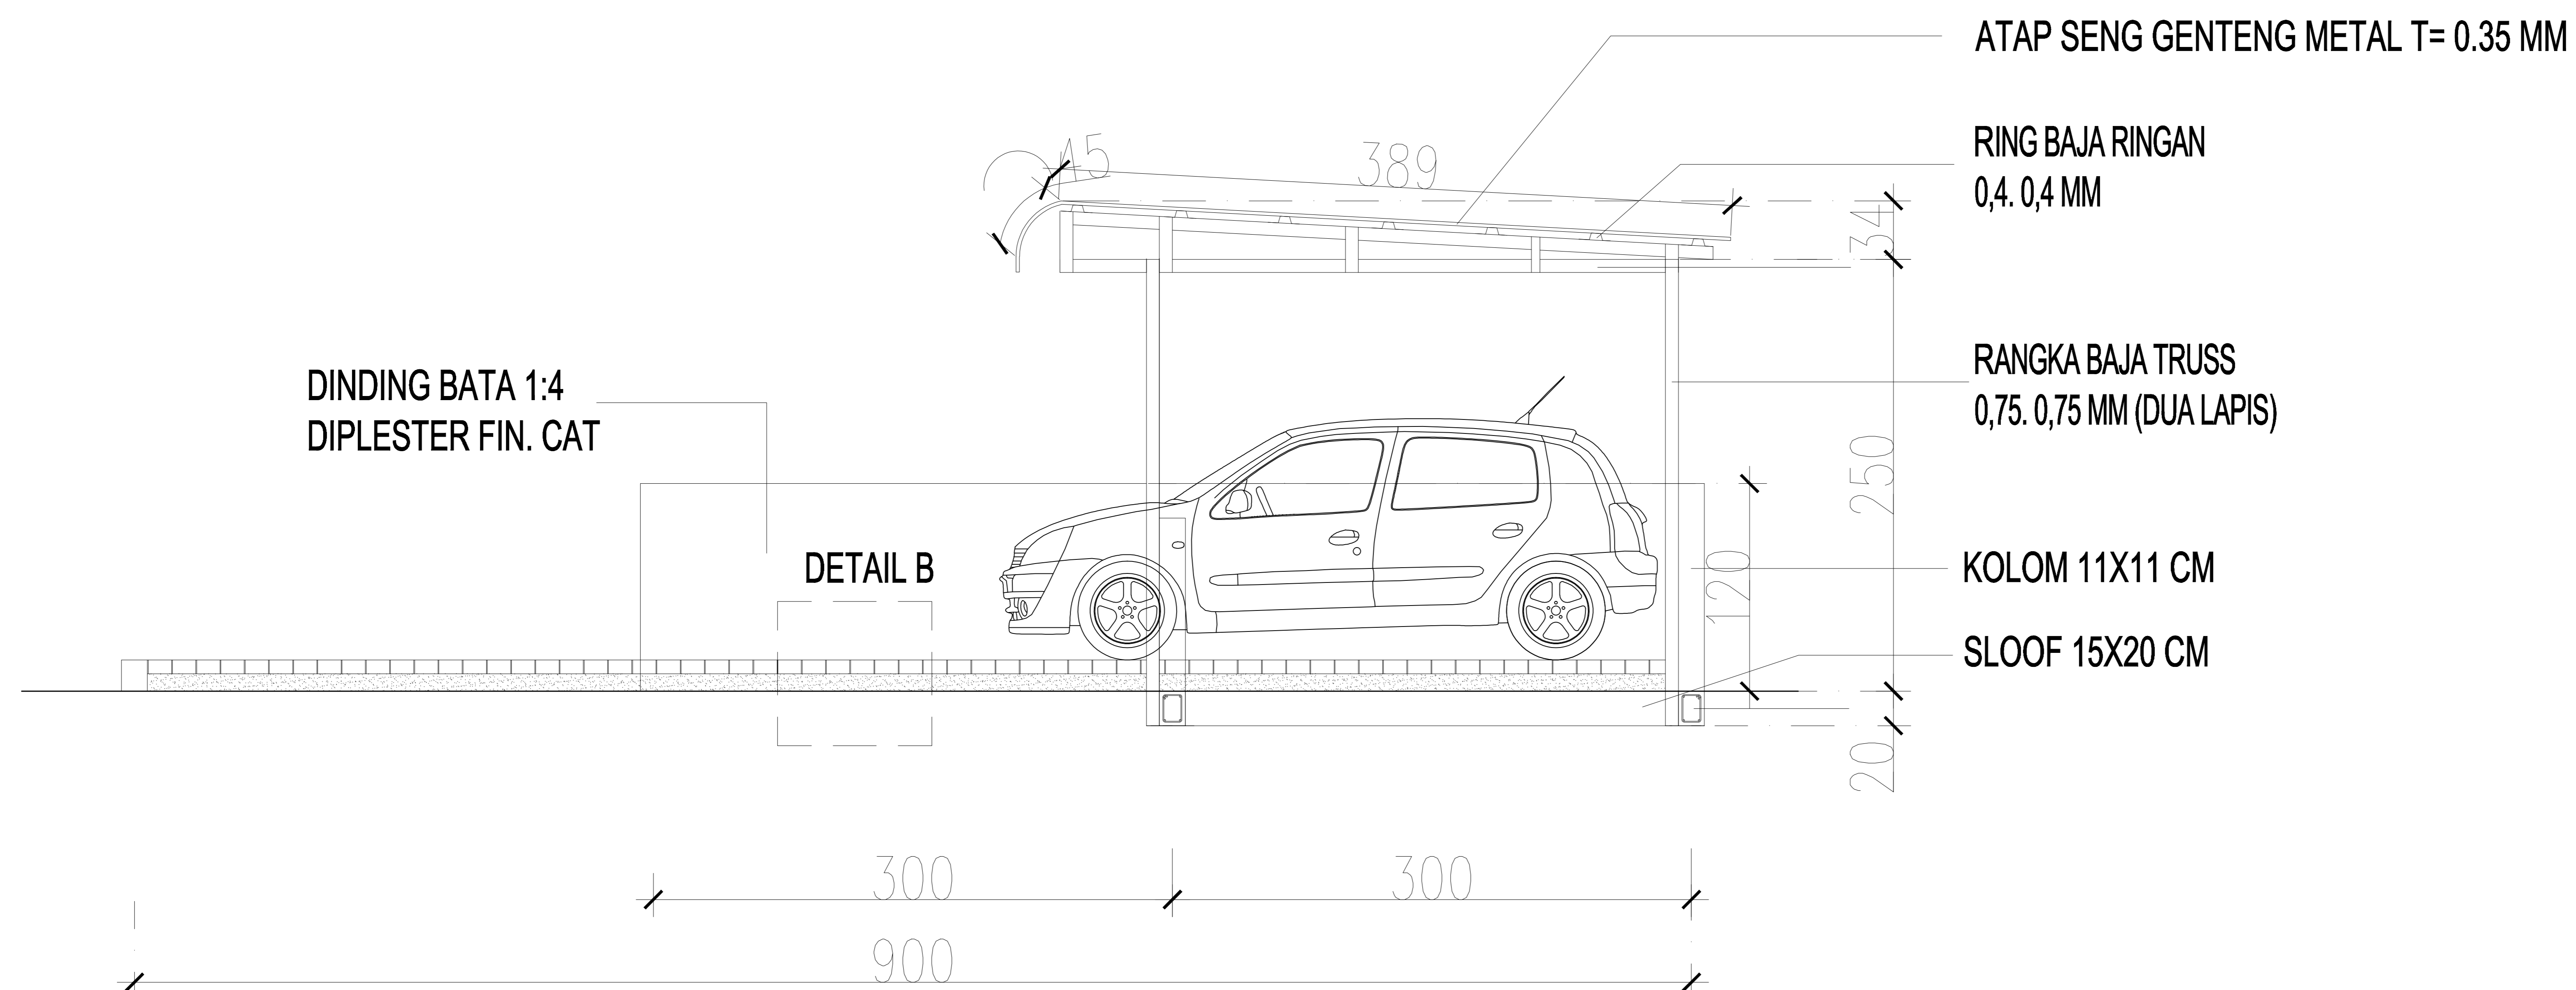 ATAP SENG GENTENG METAL T= 0.35 MM
RING BAJA RINGAN
0,4. 0,4 MM
45
389
34
RANGKA BAJA TRUSS
0,75. 0,75 MM (DUA LAPIS)
DINDING BATA 1:4
DIPLESTER FIN. CAT
250
DETAIL B
120
KOLOM 11X11 CM
SLOOF 15X20 CM
20
300
300
900